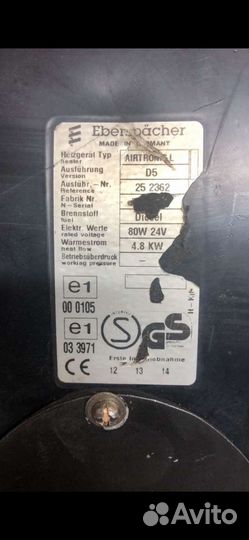 Eberspächer
MADE IN GERMANY
Heizgerät Typ AIRTRONIC L
heater
Ausführung D5
Version
Ausführ.-Nr. 25 2362
Reference
Fabrik Nr.
N-Serial
Brennstoff Diesel
fuel
Elektr. Werte 80W 24V
rated voltage
Wärmestrom 4.8 KW
heat flow
Betriebsüberdruck –
working pressure
e1
00 0105
e1
03 3971
CE
S
GS
Erste Inbetriebnahme
12 13 14
Avito